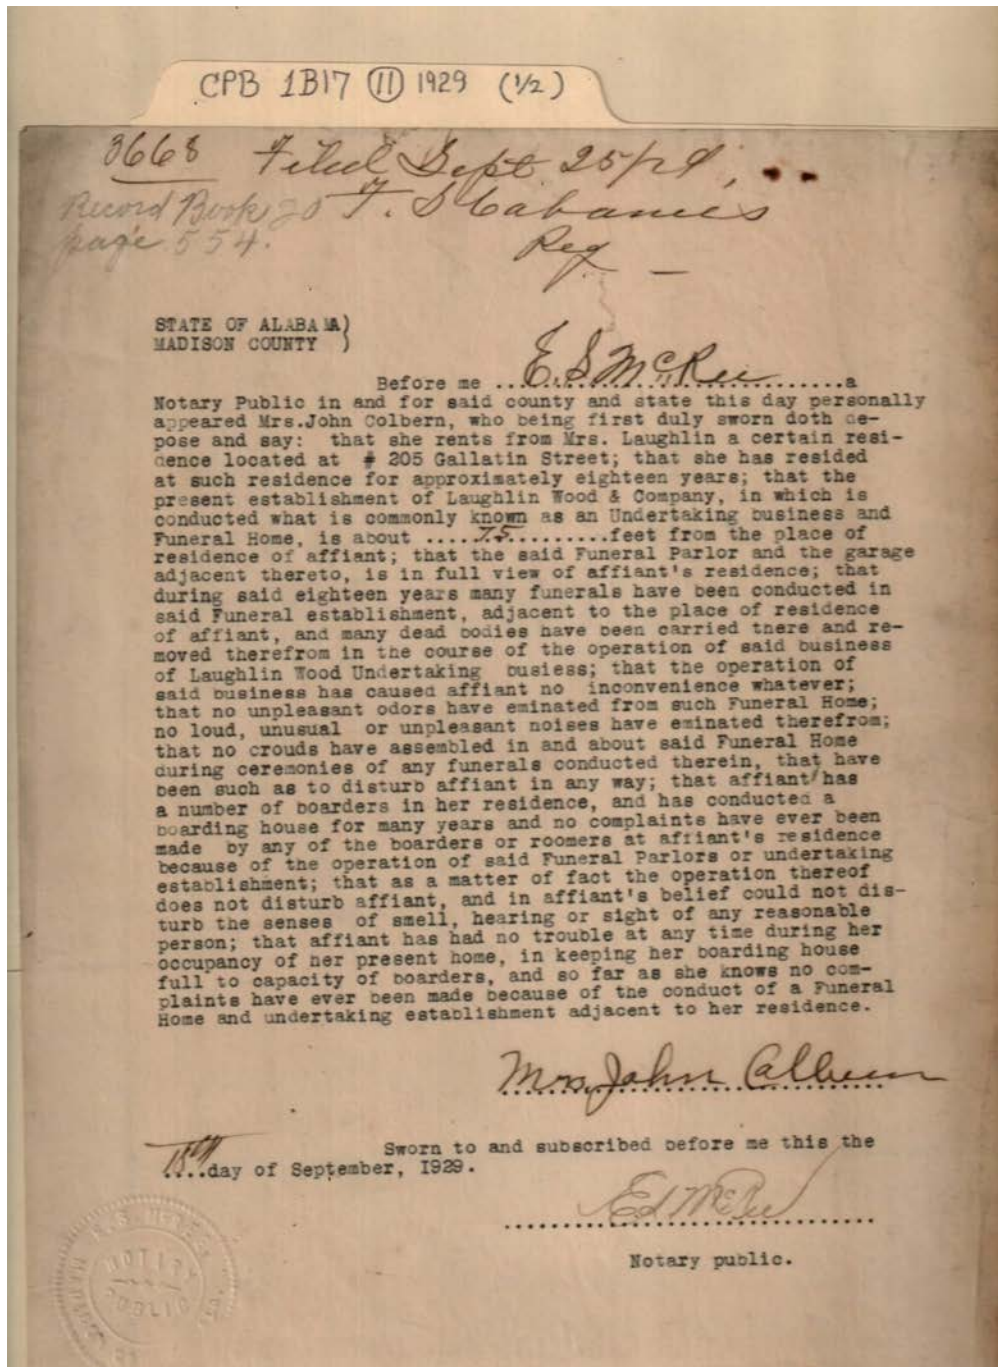 CPB 1B17 (11) 1929 (1/2)
3668 Filed Sept 25/29,
Record Book 20 F. S Cabaniss
page 554. Reg
STATE OF ALABAMA)
MADISON COUNTY )
Before me ...E. S McRee...........a
Notary Public in and for said county and state this day personally
appeared Mrs.John Colbern, who being first duly sworn doth de-
pose and say: that she rents from Mrs. Laughlin a certain resi-
dence located at # 205 Gallatin Street; that she has resided
at such residence for approximately eighteen years; that the
present establishment of Laughlin Wood & Company, in which is
conducted what is commonly known as an Undertaking business and
Funeral Home, is about ....75.........feet from the place of
residence of affiant; that the said Funeral Parlor and the garage
adjacent thereto, is in full view of affiant's residence; that
during said eighteen years many funerals have been conducted in
said Funeral establishment, adjacent to the place of residence
of affiant, and many dead bodies have been carried there and re-
moved therefrom in the course of the operation of said business
of Laughlin Wood Undertaking busiess; that the operation of
said business has caused affiant no inconvenience whatever;
that no unpleasant odors have eminated from such Funeral Home;
no loud, unusual or unpleasant noises have eminated therefrom;
that no crouds have assembled in and about said Funeral Home
during ceremonies of any funerals conducted therein, that have
been such as to disturb affiant in any way; that affiant has
a number of boarders in her residence, and has conducted a
boarding house for many years and no complaints have ever been
made by any of the boarders or roomers at affiant's residence
because of the operation of said Funeral Parlors or undertaking
establishment; that as a matter of fact the operation thereof
does not disturb affiant, and in affiant's belief could not dis-
turb the senses of smell, hearing or sight of any reasonable
person; that affiant has had no trouble at any time during her
occupancy of her present home, in keeping her boarding house
full to capacity of boarders, and so far as she knows no com-
plaints have ever been made because of the conduct of a Funeral
Home and undertaking establishment adjacent to her residence.
Mrs. John
Sworn to and subscribed before me this the
....day of September, 1929.
E S McRee
Notary public.
NOTARY
PUBLIC